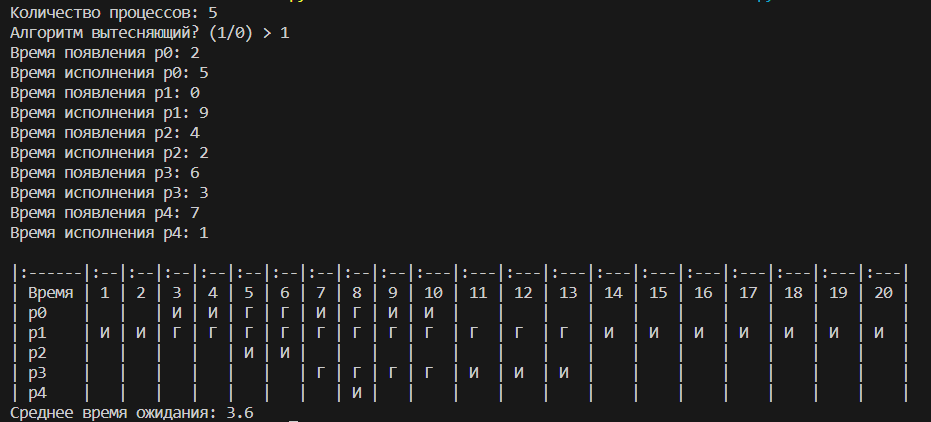 Количество процессов: 5
Алгоритм вытесняющий? (1/0) > 1
Время появления p0: 2
Время исполнения p0: 5
Время появления p1: 0
Время исполнения p1: 9
Время появления p2: 4
Время исполнения p2: 2
Время появления p3: 6
Время исполнения p3: 3
Время появления p4: 7
Время исполнения p4: 1
|:------|:--|:--|:--|:--|:--|:--|:--|:--|:--|:---|:---|:---|:---|:---|:---|:---|:---|:---|:---|:---|
| Время | 1 | 2 | 3 | 4 | 5 | 6 | 7 | 8 | 9 | 10 | 11 | 12 | 13 | 14 | 15 | 16 | 17 | 18 | 19 | 20 |
| p0    |   |   | И | И | Г | Г | И | Г | И | И  |    |    |    |    |    |    |    |    |    |    |
| p1    | И | И | Г | Г | Г | Г | Г | Г | Г | Г  | Г  | Г  | Г  | И  | И  | И  | И  | И  | И  | И  |
| p2    |   |   |   |   | И | И |   |   |   |    |    |    |    |    |    |    |    |    |    |    |
| p3    |   |   |   |   |   |   | Г | Г | Г | Г  | И  | И  | И  |    |    |    |    |    |    |    |
| p4    |   |   |   |   |   |   |   | И |   |    |    |    |    |    |    |    |    |    |    |    |
Среднее время ожидания: 3.6